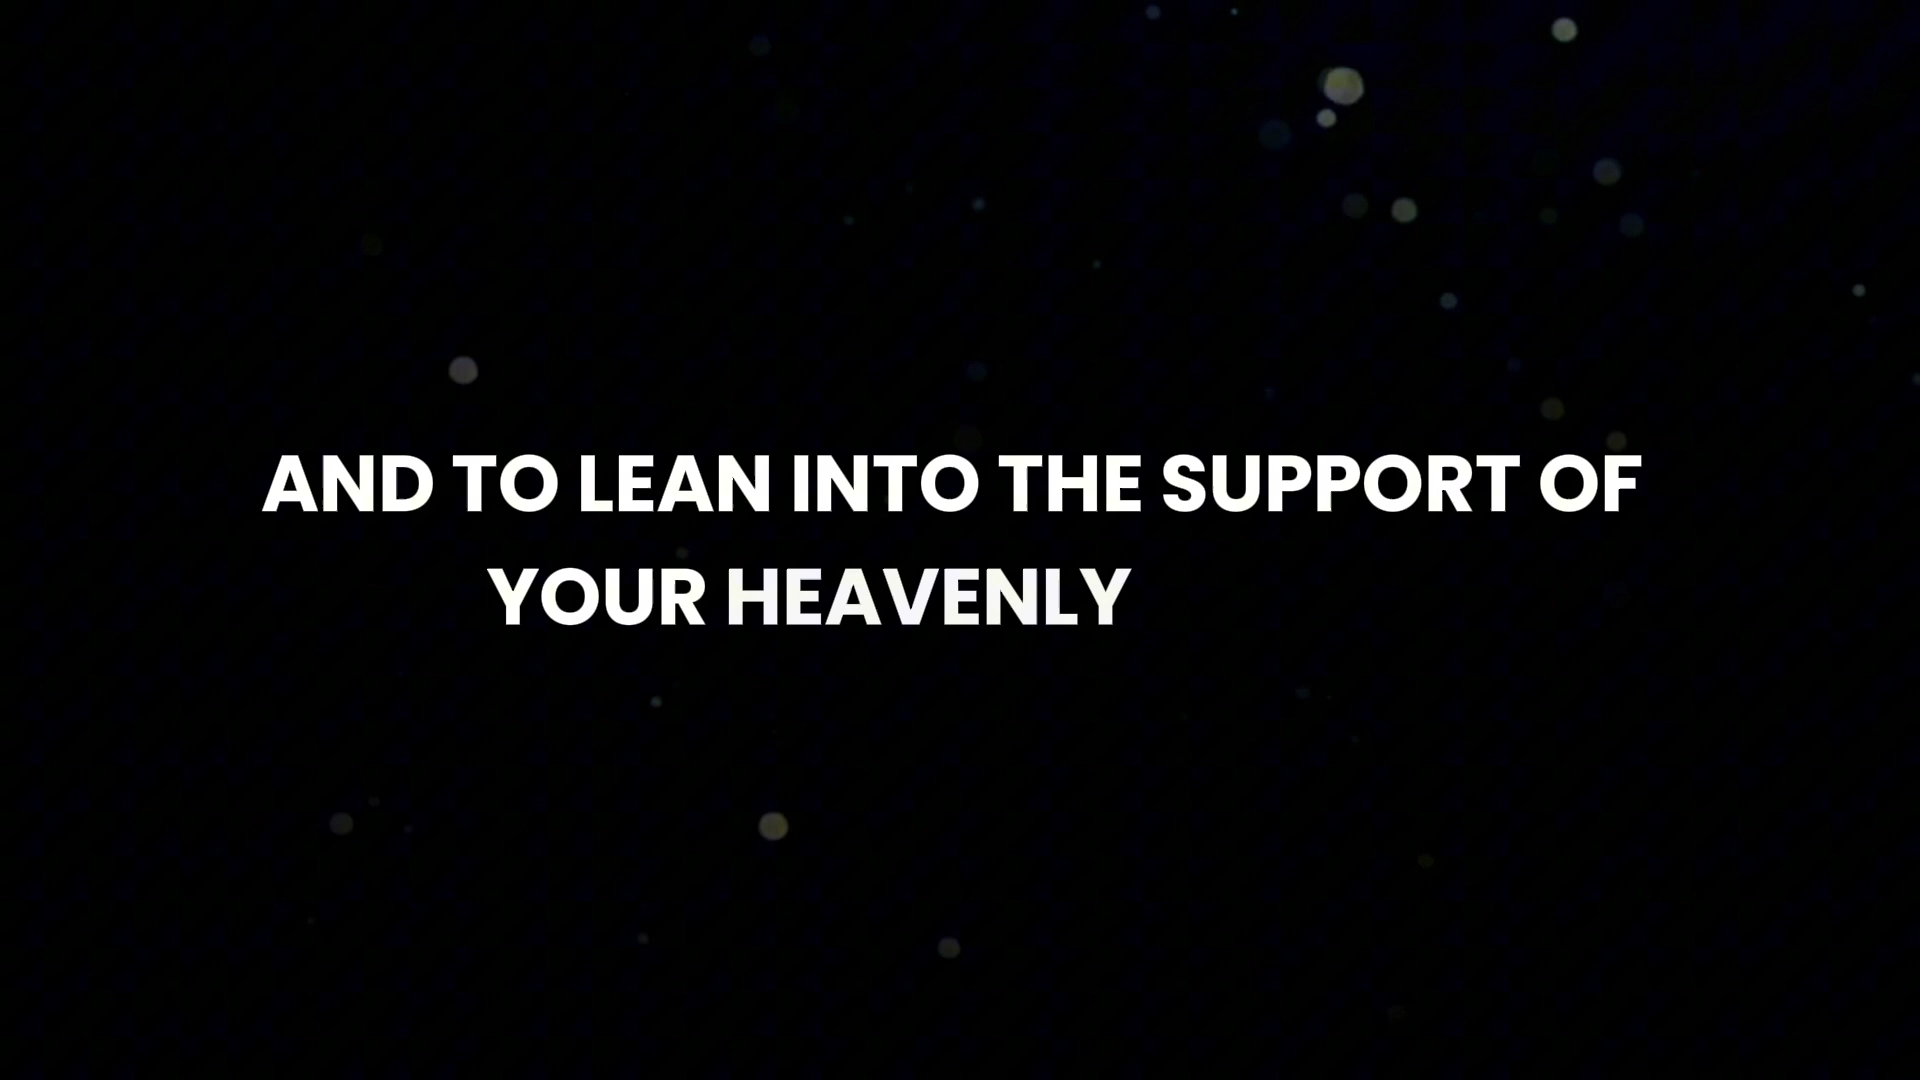 AND TO LEAN INTO THE SUPPORT OF
YOUR HEAVENLY